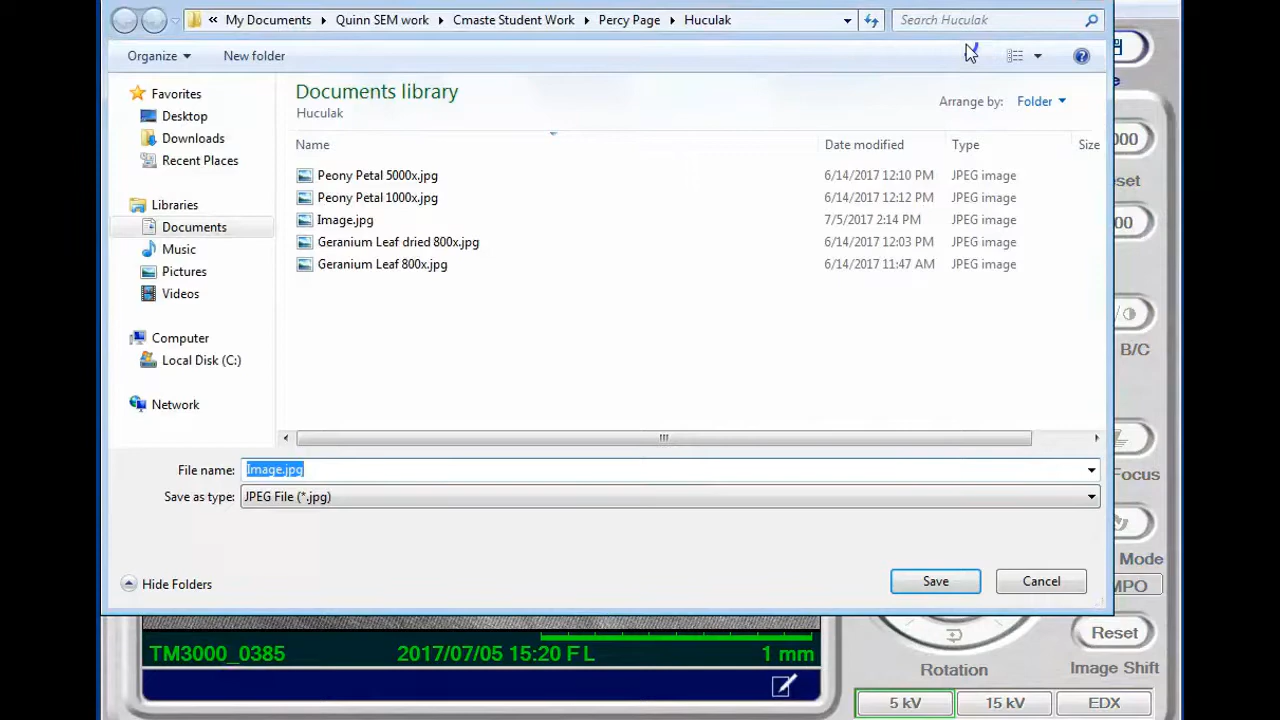 « My Documents Quinn SEM work Cmaste Student Work Percy Page Huculak Search Huculak
Organize New folder
Favorites
Desktop
Downloads
Recent Places
Libraries
Documents
Music
Pictures
Videos
Computer
Local Disk (C:)
Network
Documents library
Huculak
Arrange by: Folder
Name Date modified Type Size
Peony Petal 5000x.jpg 6/14/2017 12:10 PM JPEG image
Peony Petal 1000x.jpg 6/14/2017 12:12 PM JPEG image
Image.jpg 7/5/2017 2:14 PM JPEG image
Geranium Leaf dried 800x.jpg 6/14/2017 12:03 PM JPEG image
Geranium Leaf 800x.jpg 6/14/2017 11:47 AM JPEG image
File name: Image.jpg
Save as type: JPEG File (*.jpg)
Hide Folders Save Cancel
B/C
Focus
Mode
Reset
Image Shift
Rotation
TM3000_0385 2017/07/05 15:20 F L 1 mm
5 kV 15 kV EDX